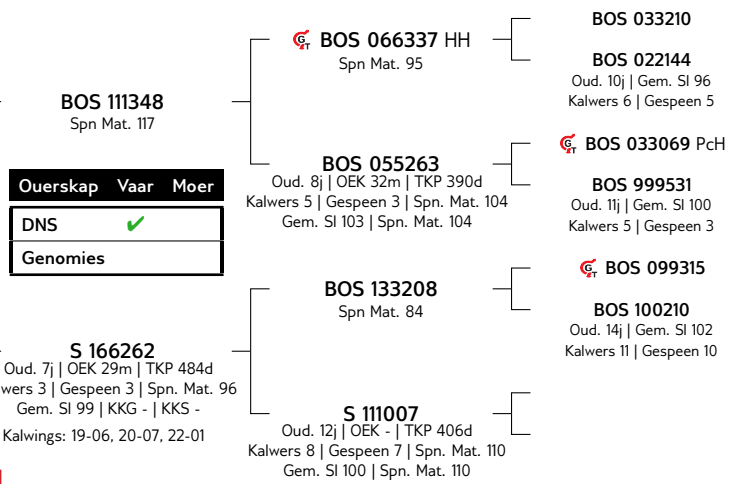 BOS 111348
Spn Mat. 117
BOS 066337 HH
Spn Mat. 95
BOS 033210
BOS 022144
Oud. 10j | Gem. SI 96
Kalwers 6 | Gespeen 5
BOS 055263
Oud. 8j | OEK 32m | TKP 390d
Kalwers 5 | Gespeen 3 | Spn. Mat. 104
Gem. SI 103 | Spn. Mat. 104
BOS 033069 PcH
BOS 999531
Oud. 11j | Gem. SI 100
Kalwers 5 | Gespeen 3
Ouerskap Vaar Moer
DNS ✔
Genomies
S 166262
Oud. 7j | OEK 29m | TKP 484d
wers 3 | Gespeen 3 | Spn. Mat. 96
Gem. SI 99 | KKG - | KKS -
Kalwings: 19-06, 20-07, 22-01
BOS 133208
Spn Mat. 84
BOS 099315
BOS 100210
Oud. 14j | Gem. SI 102
Kalwers 11 | Gespeen 10
S 111007
Oud. 12j | OEK - | TKP 406d
Kalwers 8 | Gespeen 7 | Spn. Mat. 110
Gem. SI 100 | Spn. Mat. 110